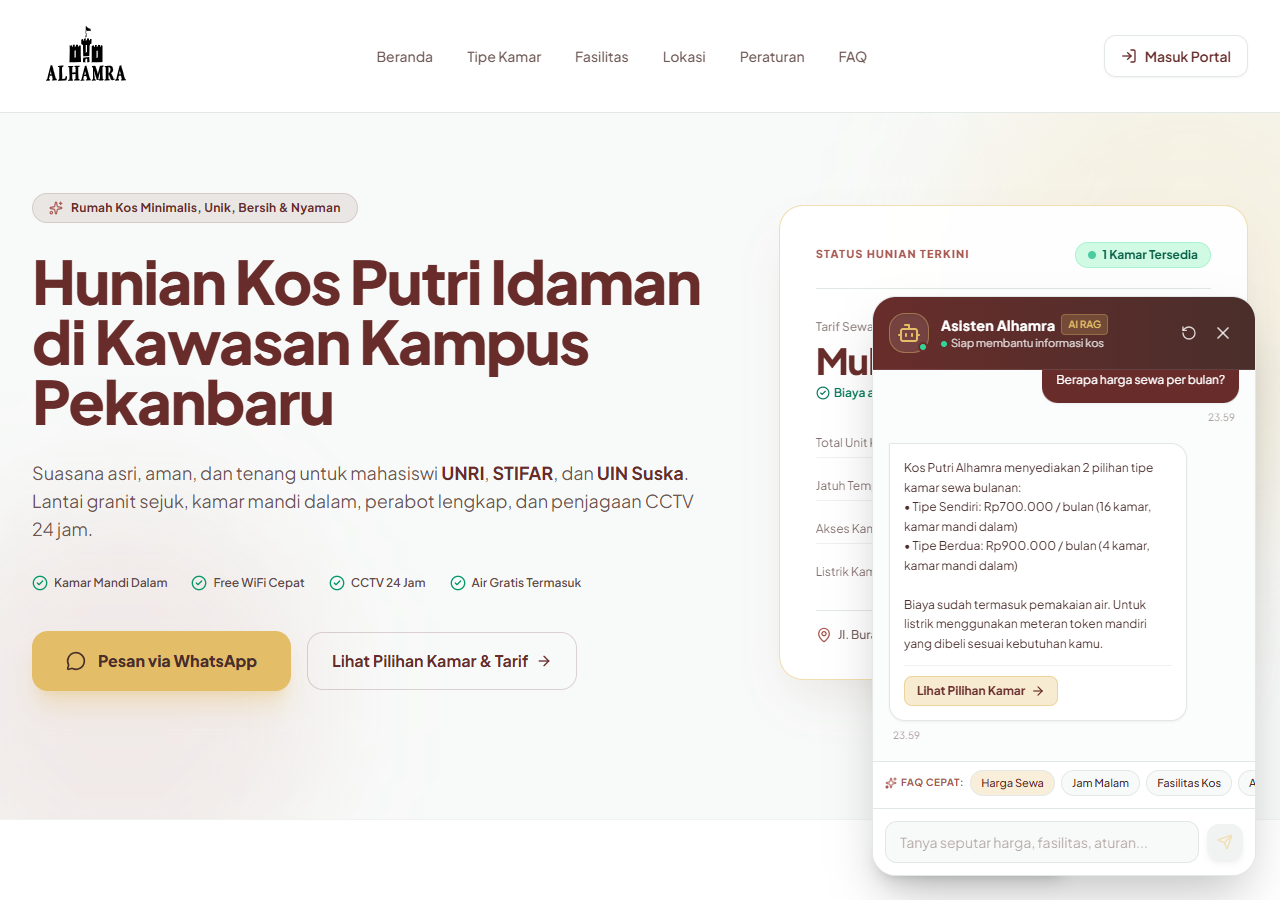 ALHAMRA
Beranda
Tipe Kamar
Fasilitas
Lokasi
Peraturan
FAQ
Masuk Portal
Rumah Kos Minimalis, Unik, Bersih & Nyaman
Hunian Kos Putri Idaman
di Kawasan Kampus
Pekanbaru
Suasana asri, aman, dan tenang untuk mahasiswi UNRI, STIFAR, dan UIN Suska.
Lantai granit sejuk, kamar mandi dalam, perabot lengkap, dan penjagaan CCTV
24 jam.
Kamar Mandi Dalam
Free WiFi Cepat
CCTV 24 Jam
Air Gratis Termasuk
Pesan via WhatsApp
Lihat Pilihan Kamar & Tarif
STATUS HUNIAN TERKINI
1 Kamar Tersedia
Tarif Sewa
Biaya
Total Unit
Akses
Listrik
Jl.
Asisten Alhamra
AI RAG
Siap membantu informasi kos
Berapa harga sewa per bulan?
23.59
Kos Putri Alhamra menyediakan 2 pilihan tipe
kamar sewa bulanan:
• Tipe Sendiri: Rp700.000 / bulan (16 kamar,
kamar mandi dalam)
• Tipe Berdua: Rp900.000 / bulan (4 kamar,
kamar mandi dalam)
Biaya sudah termasuk pemakaian air. Untuk
listrik menggunakan meteran token mandiri
yang dibeli sesuai kebutuhan kamu.
Lihat Pilihan Kamar
23.59
FAQ CEPAT:
Harga Sewa
Jam Malam
Fasilitas Kos
Tanya seputar harga, fasilitas, aturan...